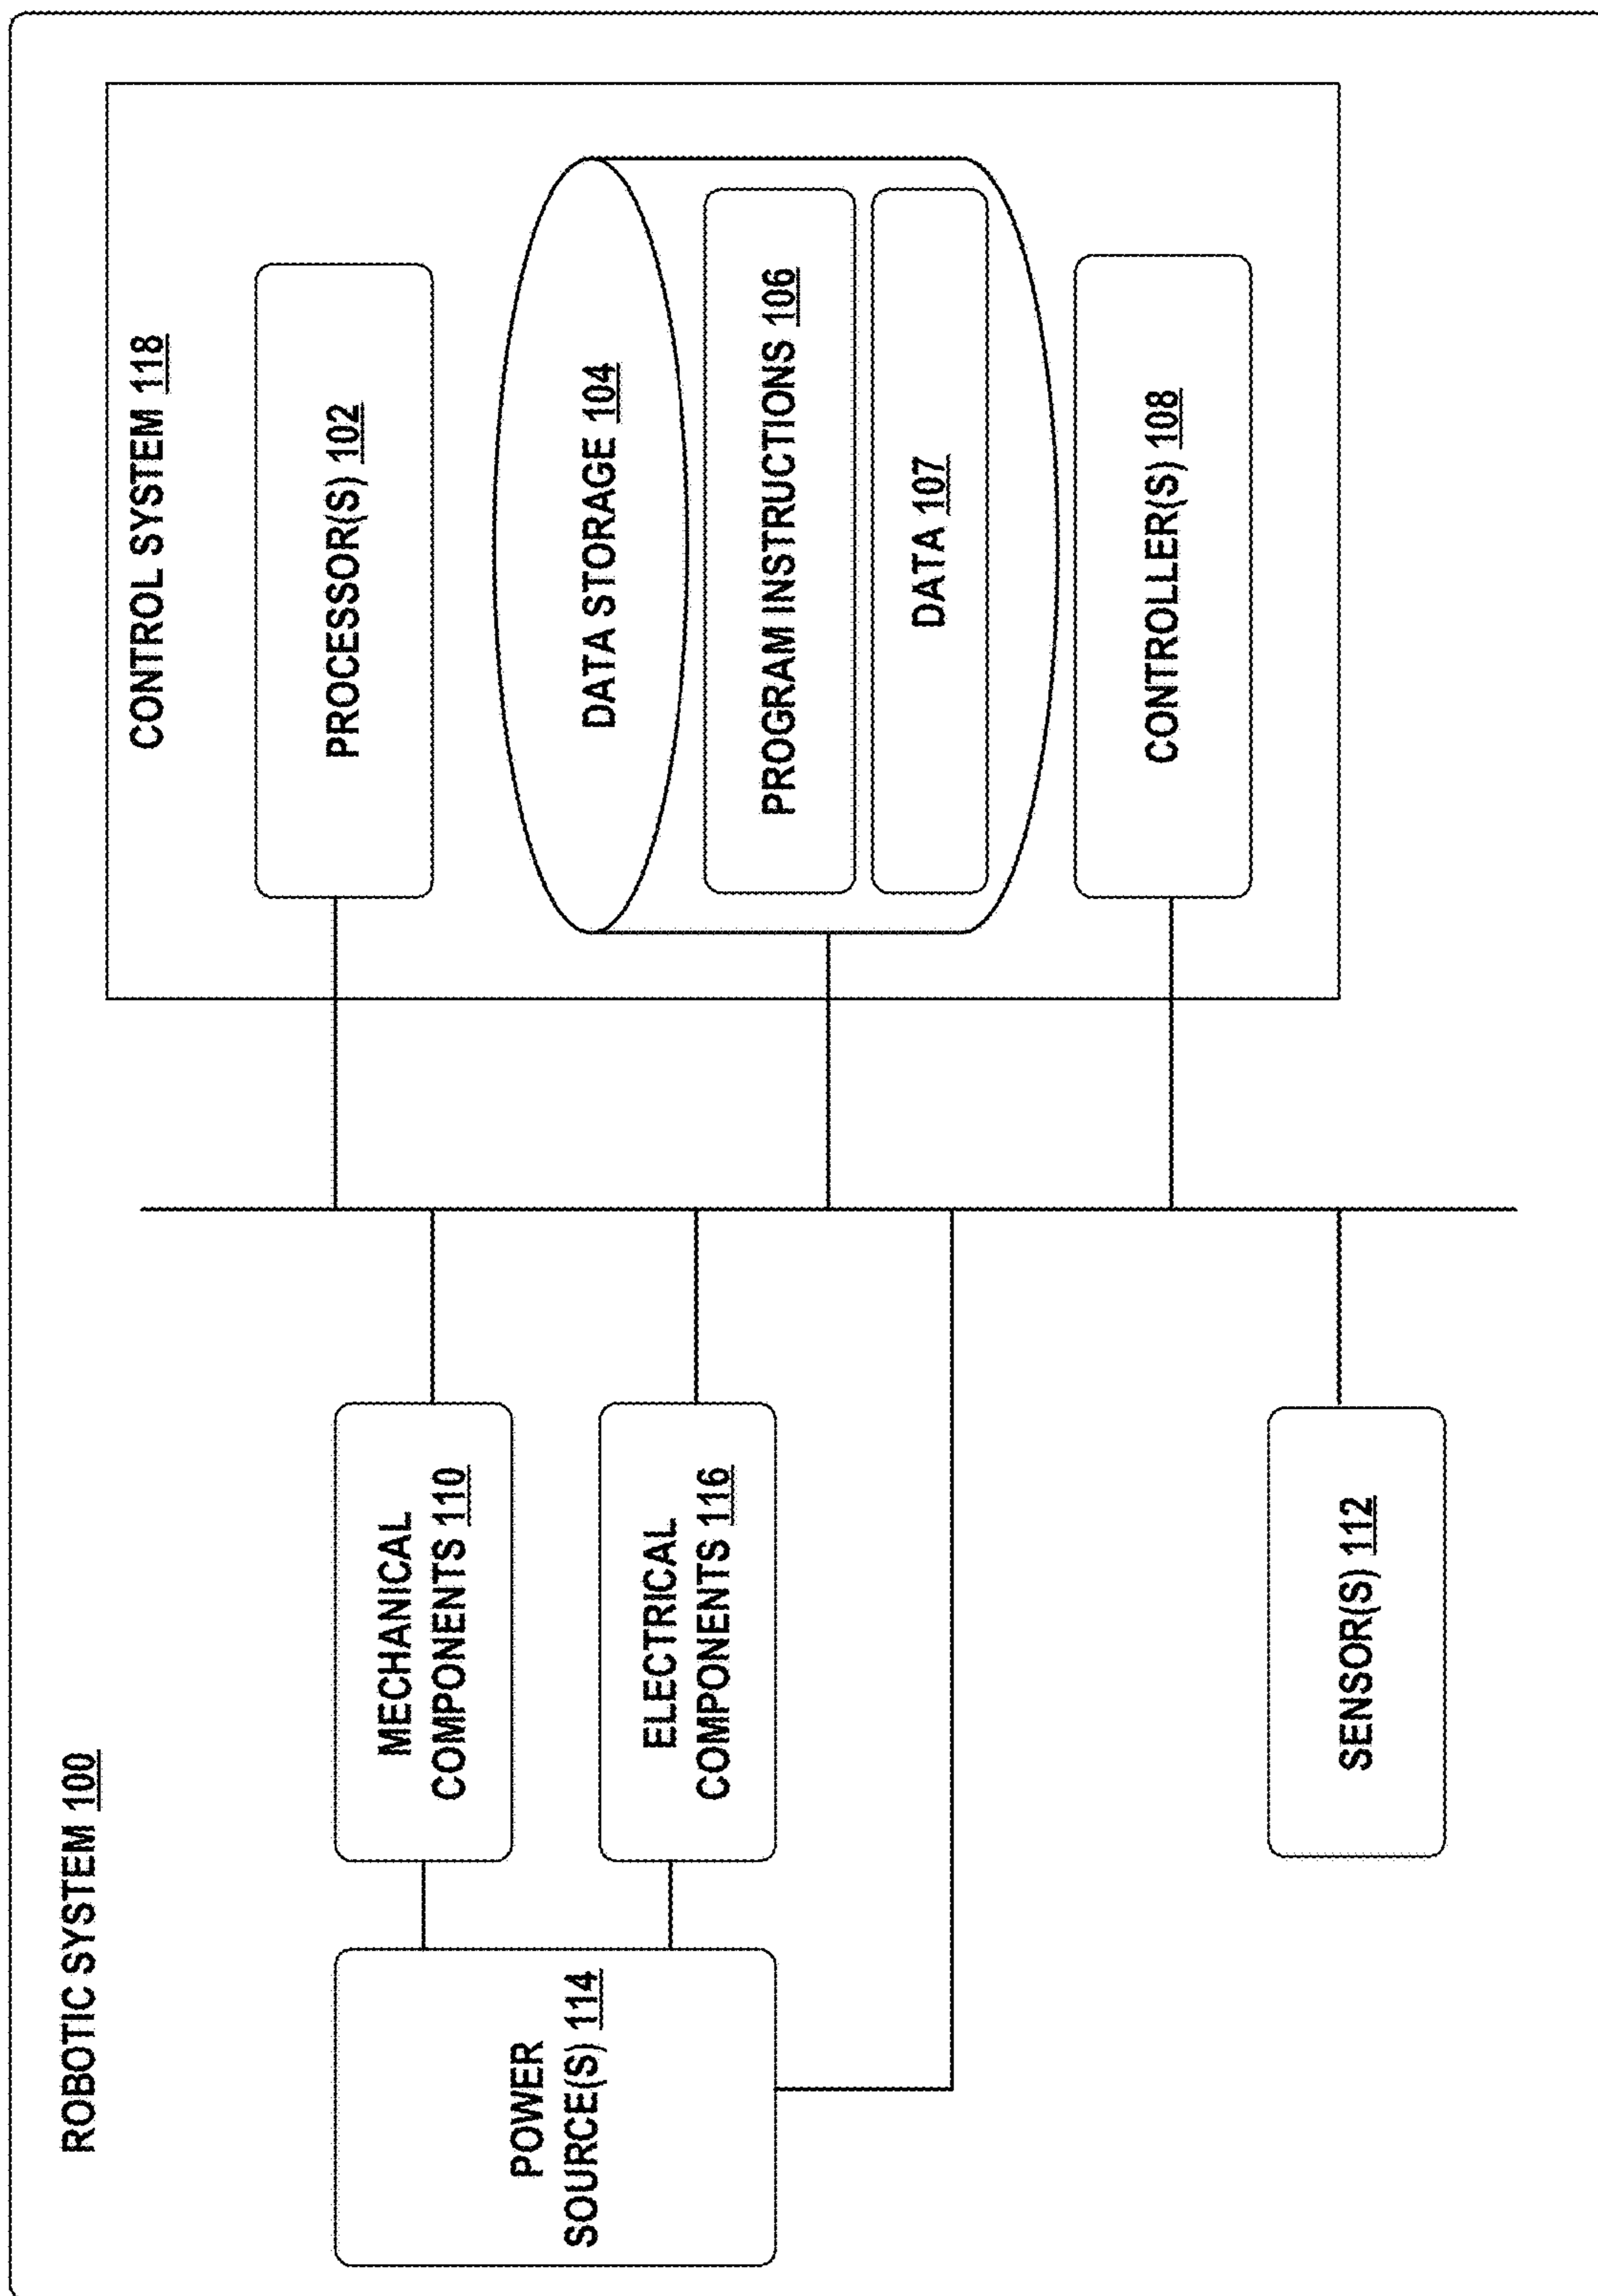 ROBOTIC SYSTEM 100
POWER
SOURCE(S) 114
MECHANICAL
COMPONENTS 110
ELECTRICAL
COMPONENTS 116
SENSOR(S) 112
CONTROL SYSTEM 118
PROCESSOR(S) 102
DATA STORAGE 104
PROGRAM INSTRUCTIONS 106
DATA 107
CONTROLLER(S) 108